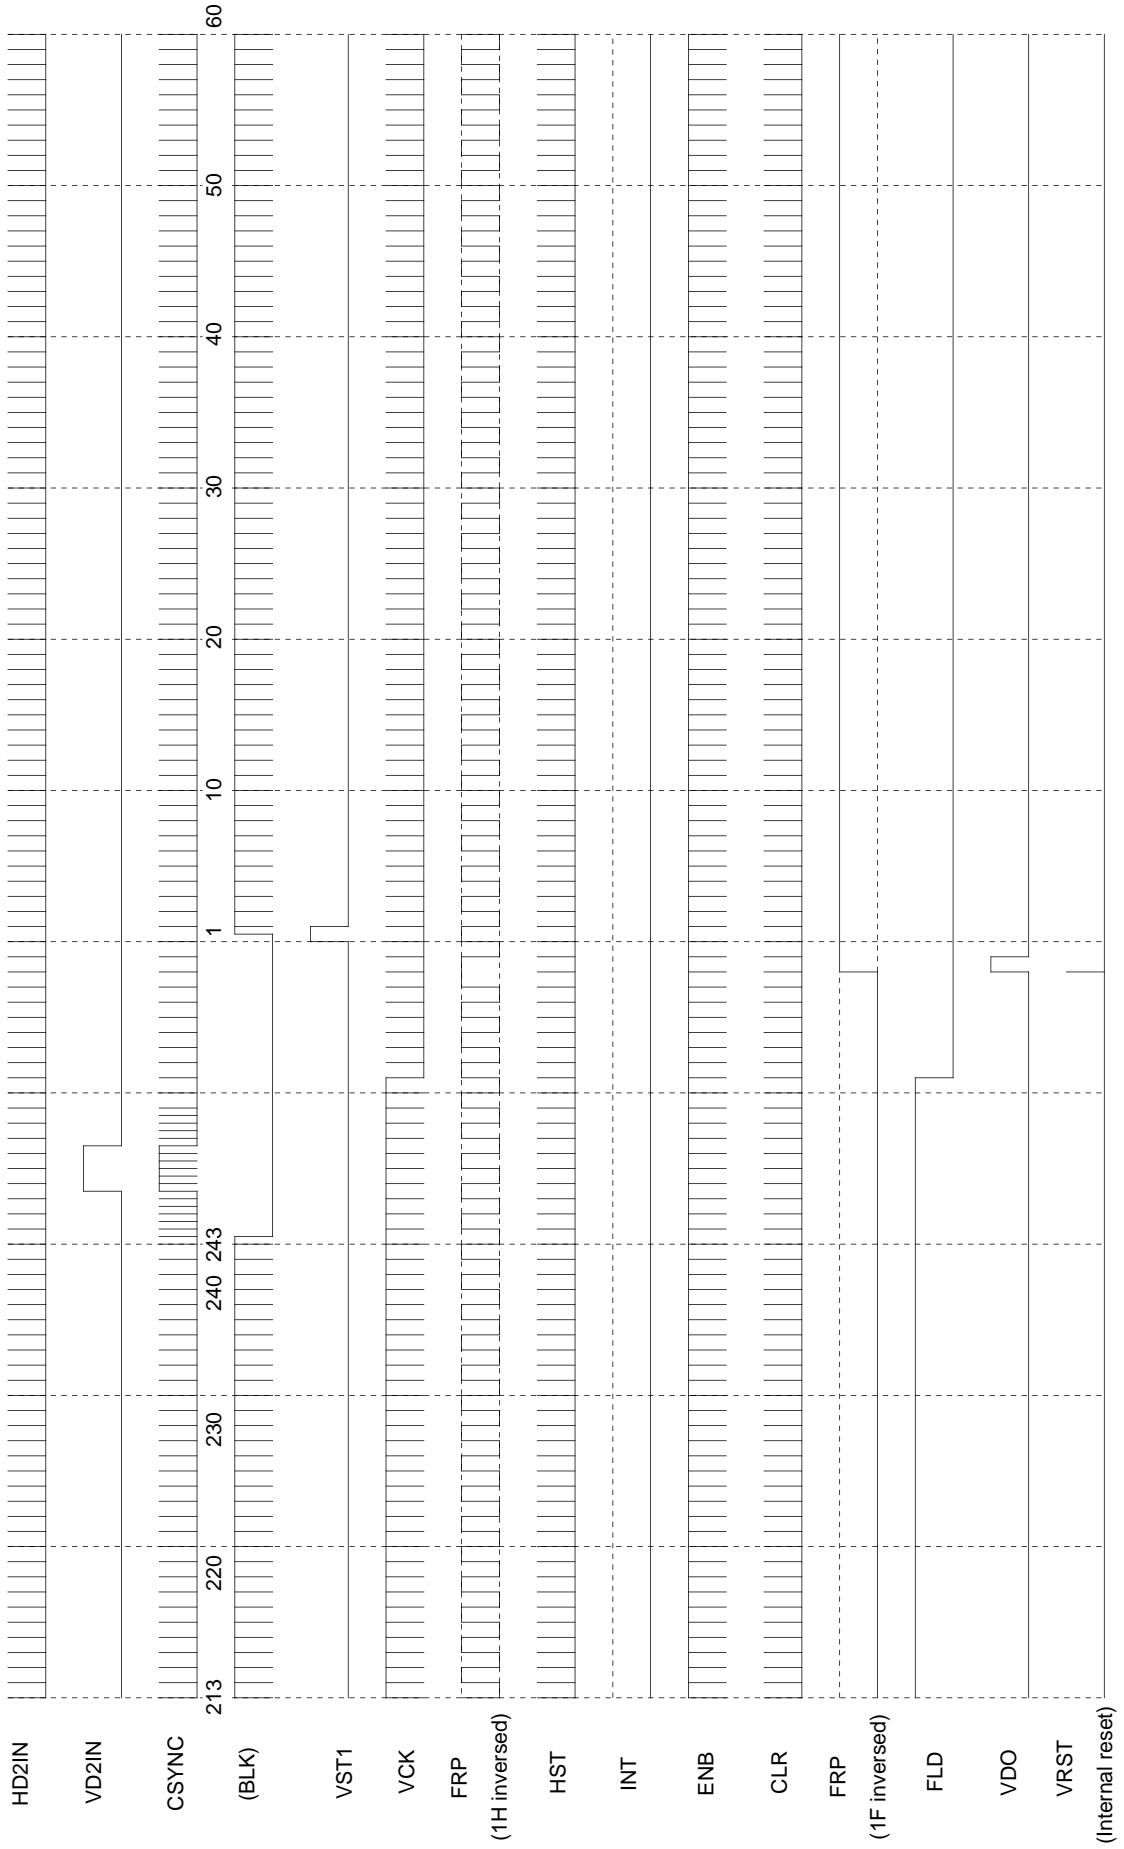 HD2IN
VD2IN
CSYNC
213
220
230
240
243
1
10
20
30
40
50
60
(BLK)
VST1
VCK
FRP
(1H inversed)
HST
INT
ENB
CLR
FRP
(1F inversed)
FLD
VDO
VRST
(Internal reset)